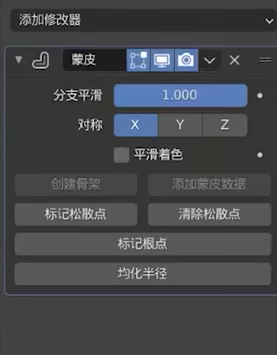 添加修改器
蒙皮
分支平滑 1.000
对称 X Y Z
平滑着色
创建骨架 添加蒙皮数据
标记松散点 清除松散点
标记根点
均化半径